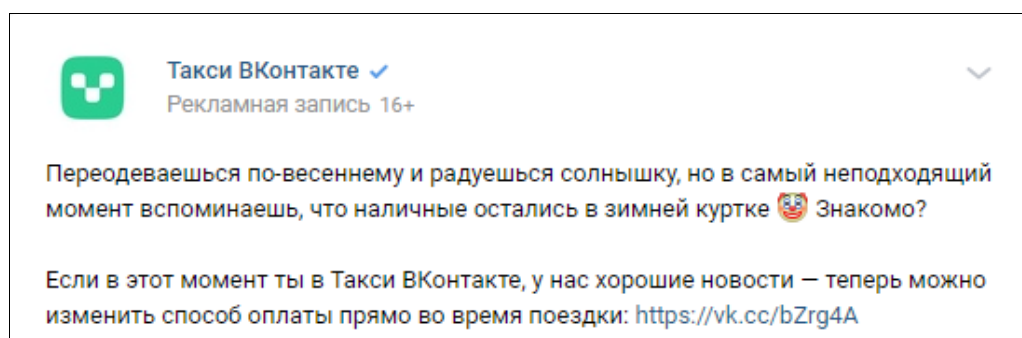 Такси ВКонтакте
Рекламная запись 16+
Переодеваешься по-весеннему и радуешься солнышку, но в самый неподходящий
момент вспоминаешь, что наличные остались в зимней куртке 🤡 Знакомо?
Если в этот момент ты в Такси ВКонтакте, у нас хорошие новости — теперь можно
изменить способ оплаты прямо во время поездки: https://vk.cc/bZrg4A